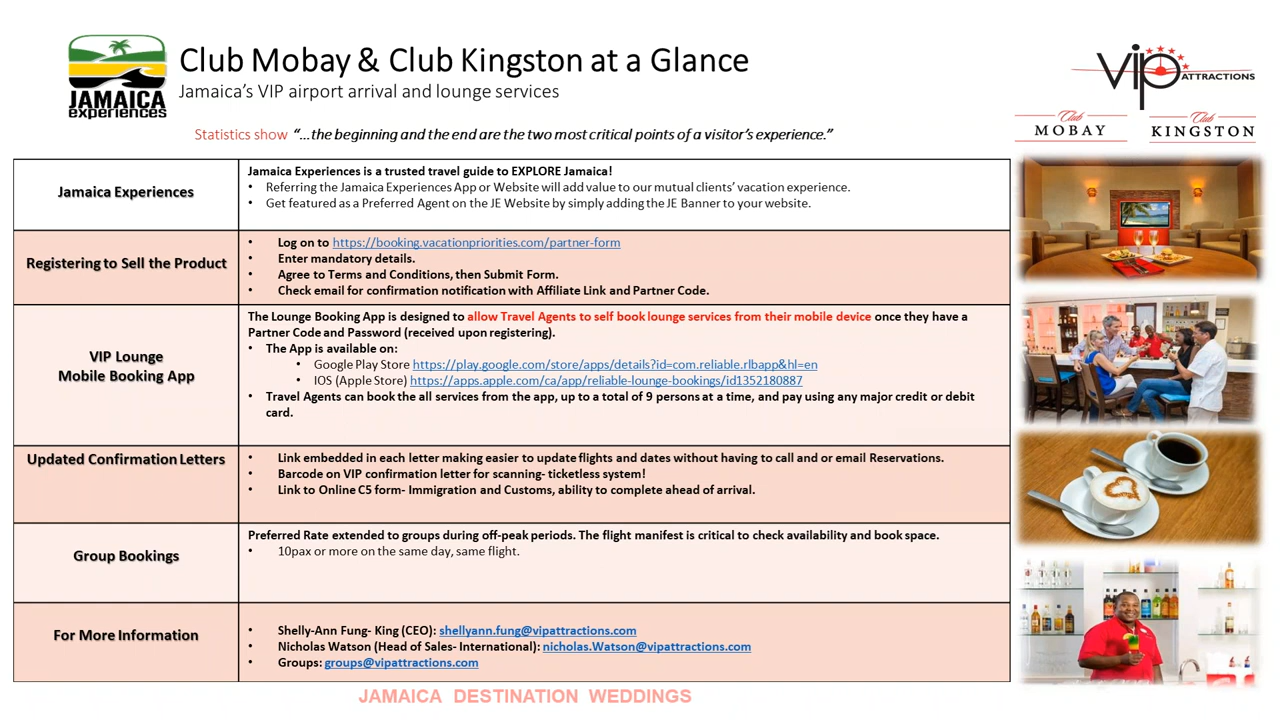 JAMAICA
experiences
Club Mobay & Club Kingston at a Glance
Jamaica's VIP airport arrival and lounge services
Statistics show "…the beginning and the end are the two most critical points of a visitor's experience."
vip ATTRACTIONS
Club
MOBAY
Club
KINGSTON
Jamaica Experiences
Jamaica Experiences is a trusted travel guide to EXPLORE Jamaica!
• Referring the Jamaica Experiences App or Website will add value to our mutual clients' vacation experience.
• Get featured as a Preferred Agent on the JE Website by simply adding the JE Banner to your website.
Registering to Sell the Product
• Log on to https://booking.vacationpriorities.com/partner-form
• Enter mandatory details.
• Agree to Terms and Conditions, then Submit Form.
• Check email for confirmation notification with Affiliate Link and Partner Code.
VIP Lounge
Mobile Booking App
The Lounge Booking App is designed to allow Travel Agents to self book lounge services from their mobile device once they have a
Partner Code and Password (received upon registering).
• The App is available on:
• Google Play Store https://play.google.com/store/apps/details?id=com.reliable.rlbapp&hl=en
• IOS (Apple Store) https://apps.apple.com/ca/app/reliable-lounge-bookings/id1352180887
• Travel Agents can book the all services from the app, up to a total of 9 persons at a time, and pay using any major credit or debit
card.
Updated Confirmation Letters
• Link embedded in each letter making easier to update flights and dates without having to call and or email Reservations.
• Barcode on VIP confirmation letter for scanning- ticketless system!
• Link to Online C5 form- Immigration and Customs, ability to complete ahead of arrival.
Group Bookings
Preferred Rate extended to groups during off-peak periods. The flight manifest is critical to check availability and book space.
• 10pax or more on the same day, same flight.
For More Information
• Shelly-Ann Fung- King (CEO): shellyann.fung@vipattractions.com
• Nicholas Watson (Head of Sales- International): nicholas.Watson@vipattractions.com
• Groups: groups@vipattractions.com
JAMAICA DESTINATION WEDDINGS